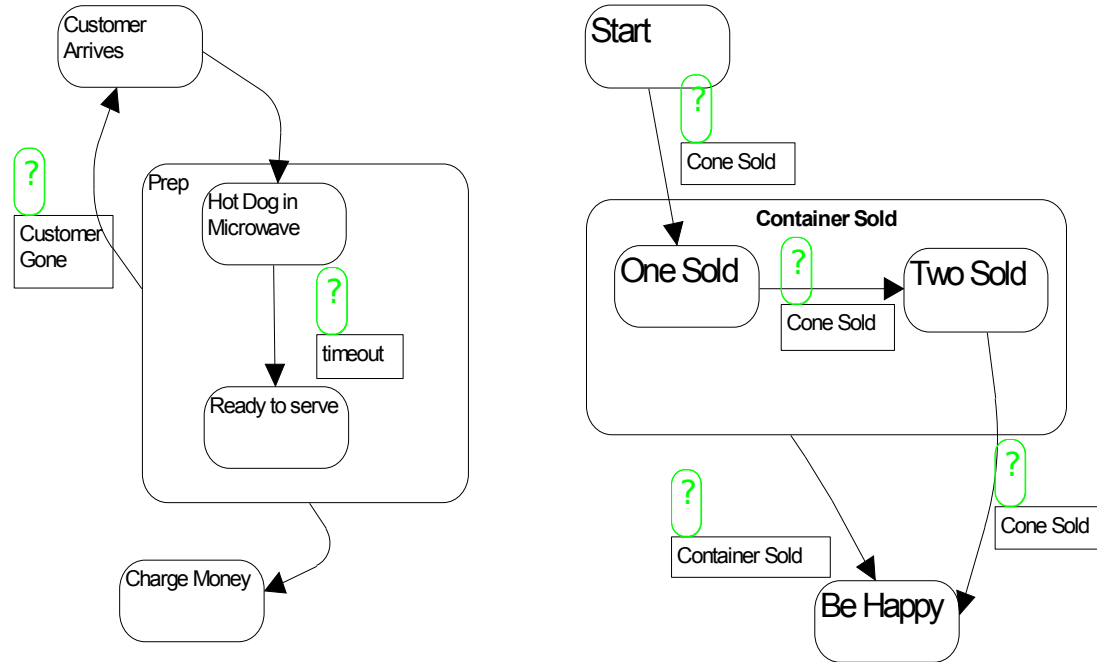 Customer
Arrives
?
Customer
Gone
Prep
Hot Dog in
Microwave
?
timeout
Ready to serve
Charge Money
Start
?
Cone Sold
Container Sold
One Sold
?
Cone Sold
Two Sold
?
Container Sold
?
Cone Sold
Be Happy